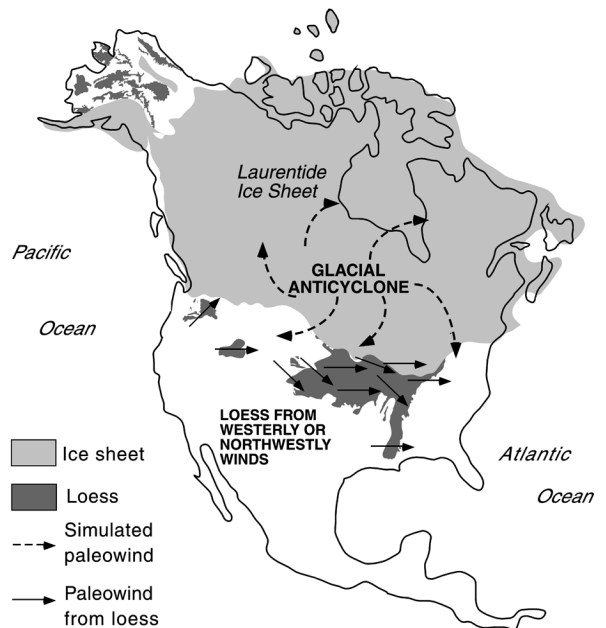 Laurentide
Ice Sheet
Pacific
GLACIAL
ANTICYCLONE
Ocean
LOESS FROM
WESTERLY OR
NORTHWESTLY
WINDS
Atlantic
Ocean
Ice sheet
Loess
Simulated
paleowind
Paleowind
from loess